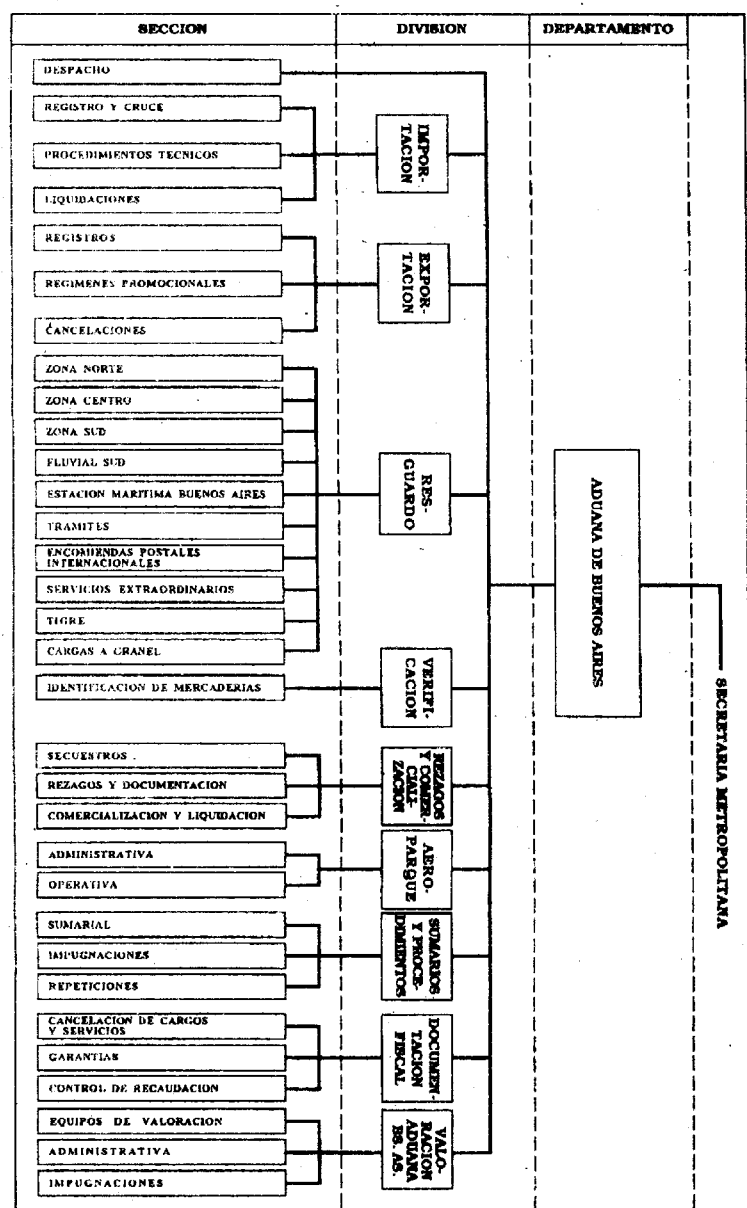 SECCION
DIVISION
DEPARTAMENTO
DESPACHO
REGISTRO Y CRUCE
PROCEDIMIENTOS TECNICOS
LIQUIDACIONES
IMPOR-
TACION
REGISTROS
REGIMENES PROMOCIONALES
CANCELACIONES
EXPOR-
TACION
ZONA NORTE
ZONA CENTRO
ZONA SUD
FLUVIAL SUD
ESTACION MARITIMA BUENOS AIRES
TRAMITES
ENCOMIENDAS POSTALES
INTERNACIONALES
SERVICIOS EXTRAORDINARIOS
TIGRE
CARGAS A GRANEL
RES-
GUARDO
IDENTIFICACION DE MERCADERIAS
VERIFI-
CACION
SECUESTROS
REZAGOS Y DOCUMENTACION
COMERCIALIZACION Y LIQUIDACION
REZAGOS
Y COMER-
CIALI-
ZACION
ADMINISTRATIVA
OPERATIVA
AERO-
PARQUE
SUMARIAL
IMPUGNACIONES
REPETICIONES
SUMARIOS
Y PROCE-
DIMIENTOS
CANCELACION DE CARGOS
Y SERVICIOS
GARANTIAS
CONTROL DE RECAUDACION
DOCUMEN-
TACION
FISCAL
EQUIPOS DE VALORACION
ADMINISTRATIVA
IMPUGNACIONES
VALO-
RACION
ADUANA
BS. AS.
ADUANA DE BUENOS AIRES
SECRETARIA METROPOLITANA